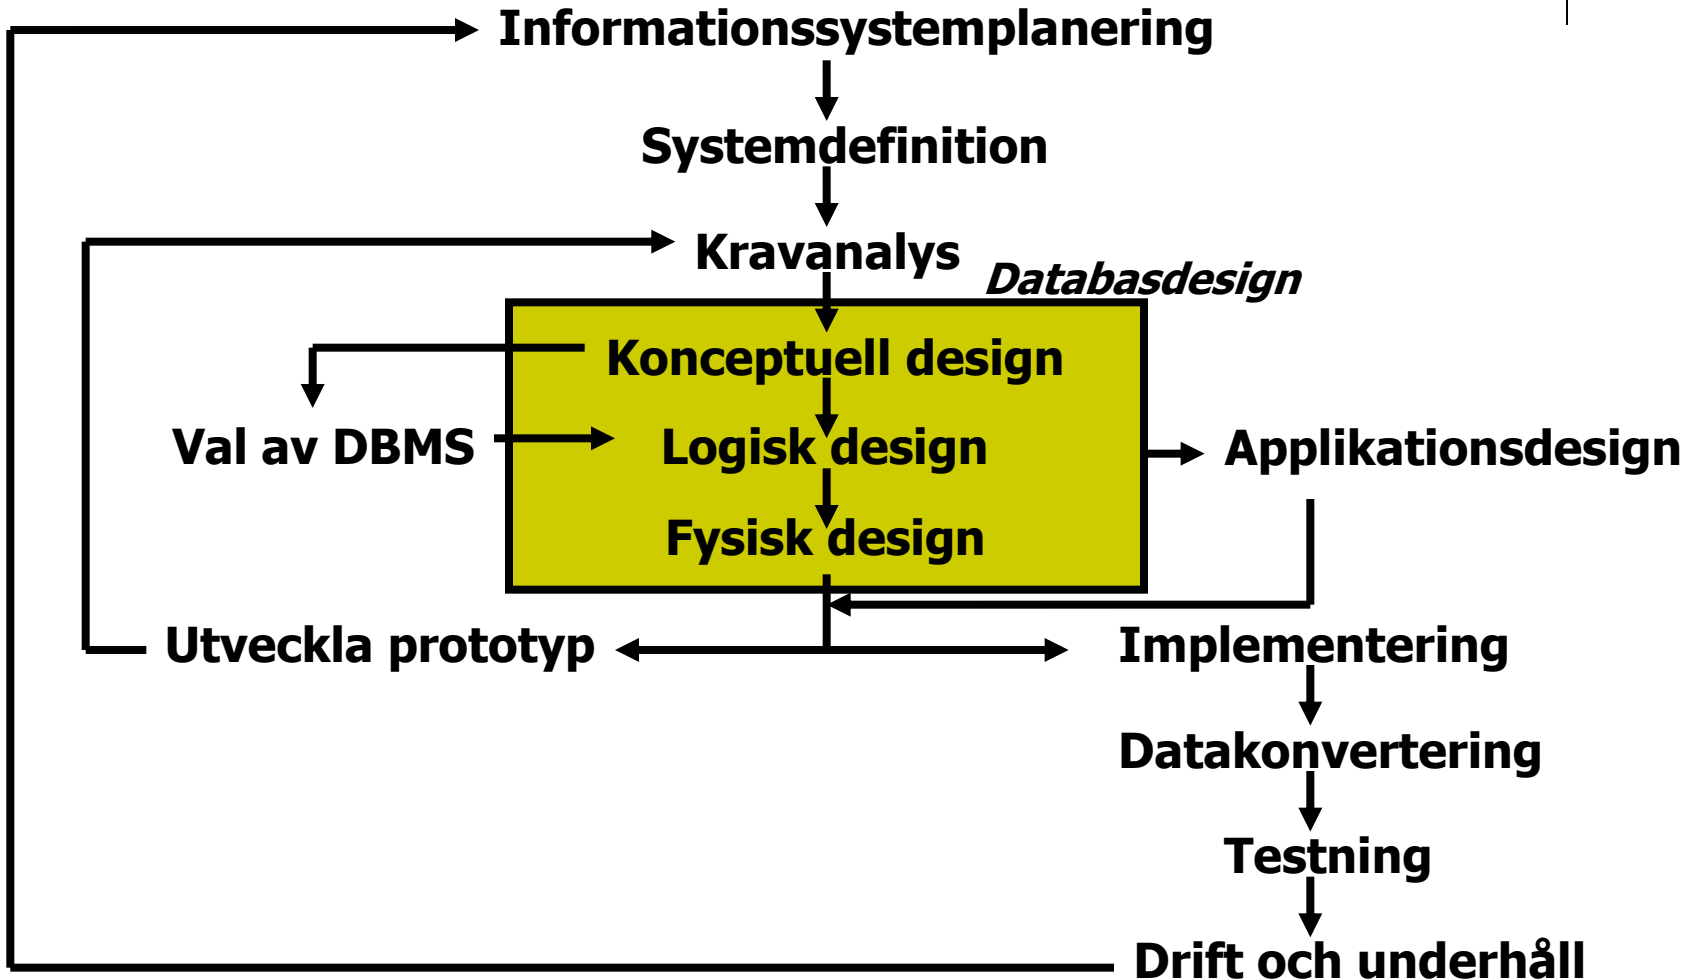 Informationssystemplanering
Systemdefinition
Kravanalys
Databasdesign
Konceptuell design
Val av DBMS
Logisk design
Applikationsdesign
Fysisk design
Utveckla prototyp
Implementering
Datakonvertering
Testning
Drift och underhåll